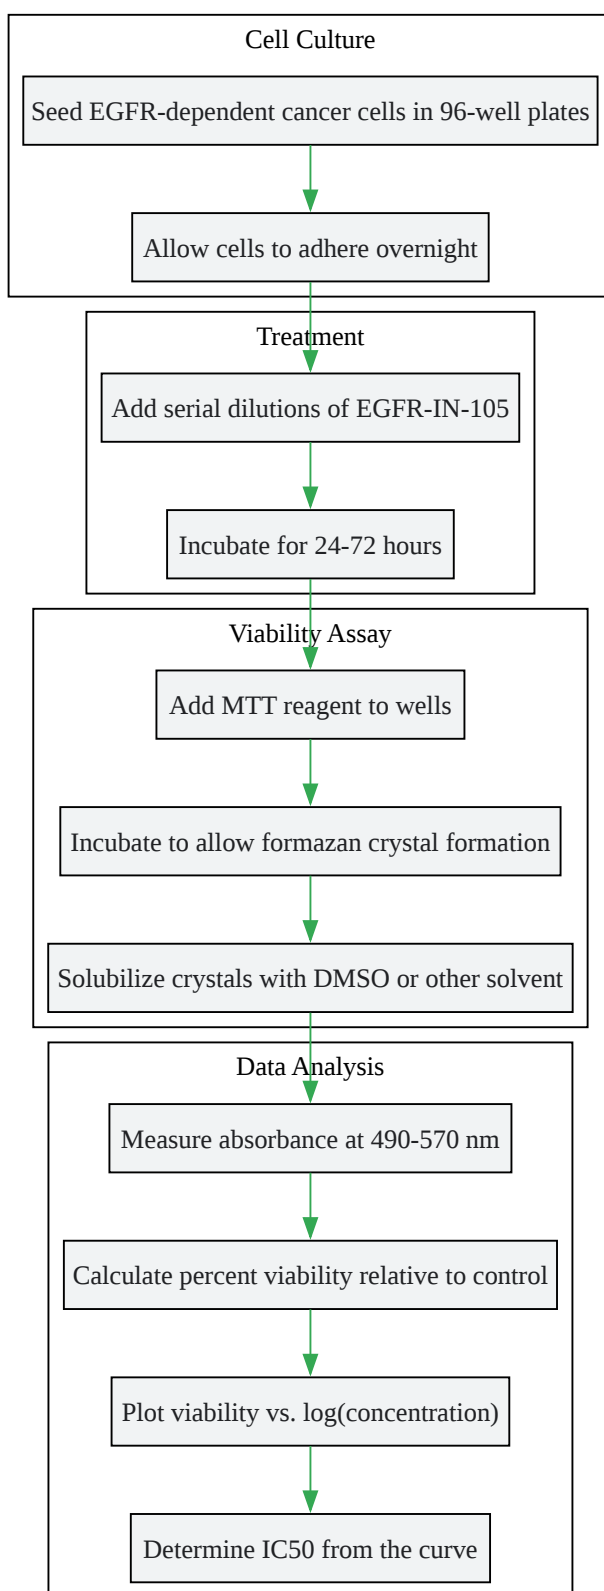 Cell Culture
Seed EGFR-dependent cancer cells in 96-well plates
Allow cells to adhere overnight
Treatment
Add serial dilutions of EGFR-IN-105
Incubate for 24-72 hours
Viability Assay
Add MTT reagent to wells
Incubate to allow formazan crystal formation
Solubilize crystals with DMSO or other solvent
Data Analysis
Measure absorbance at 490-570 nm
Calculate percent viability relative to control
Plot viability vs. log(concentration)
Determine IC50 from the curve